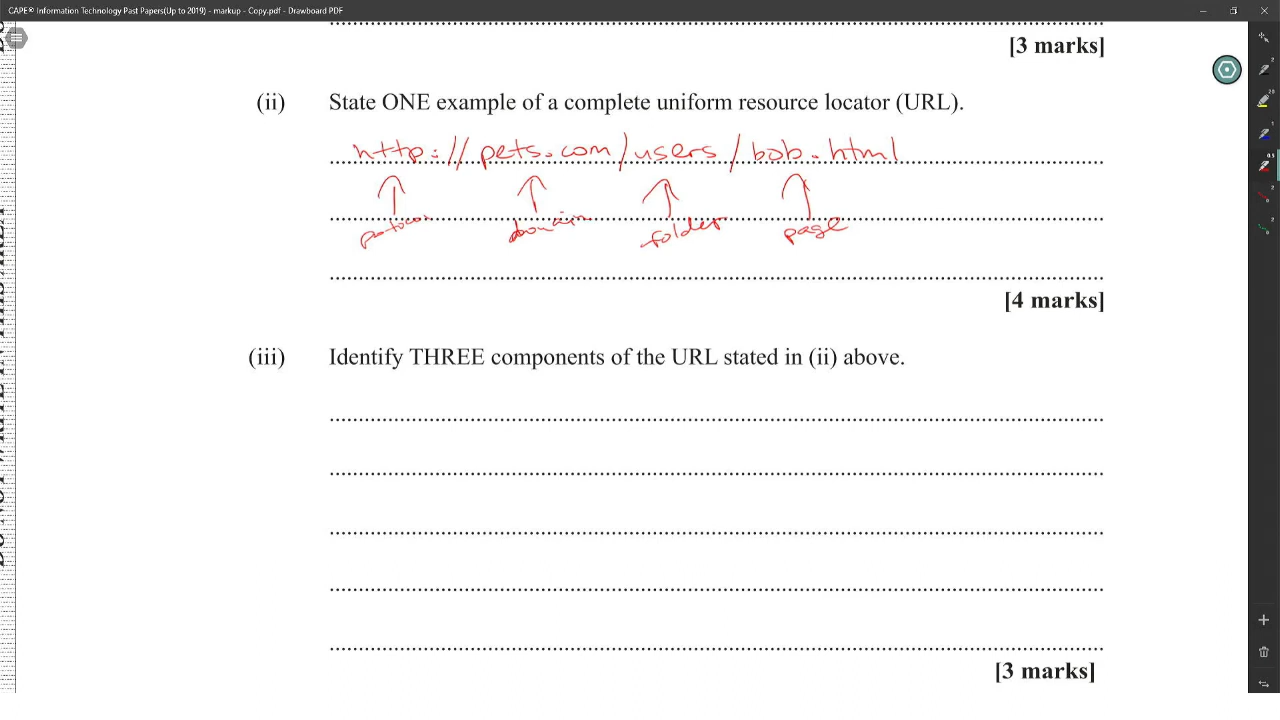 CAPE® Information Technology Past Papers(Up to 2019) - markup - Copy.pdf - Drawboard PDF
[3 marks]
(ii) State ONE example of a complete uniform resource locator (URL).
http://pets.com/users/bob.html
domain folder page
[4 marks]
(iii) Identify THREE components of the URL stated in (ii) above.
[3 marks]